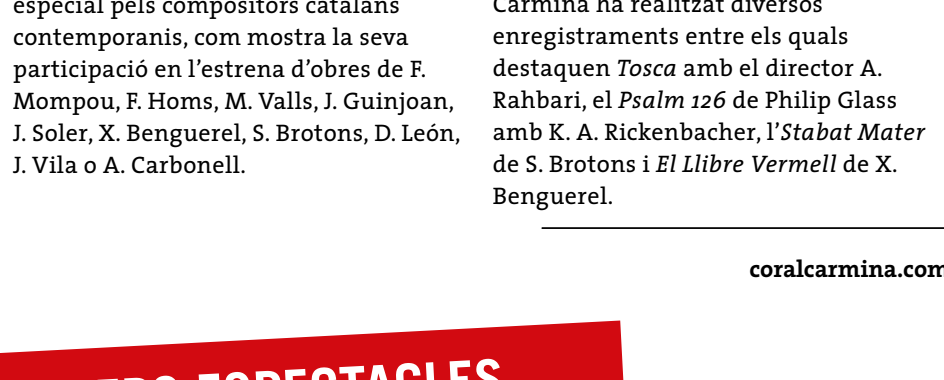 especial pels compositors catalans
contemporanis, com mostra la seva
participació en l'estrena d'obres de F.
Mompou, F. Homs, M. Valls, J. Guinjoan,
J. Soler, X. Benguerel, S. Brotons, D. León,
J. Vila o A. Carbonell.
Carmina ha realitzat diversos
enregistraments entre els quals
destaquen Tosca amb el director A.
Rahbari, el Psalm 126 de Philip Glass
amb K. A. Rickenbacher, l'Stabat Mater
de S. Brotons i El Llibre Vermell de X.
Benguerel.
coralcarmina.com
ESPECTACLES